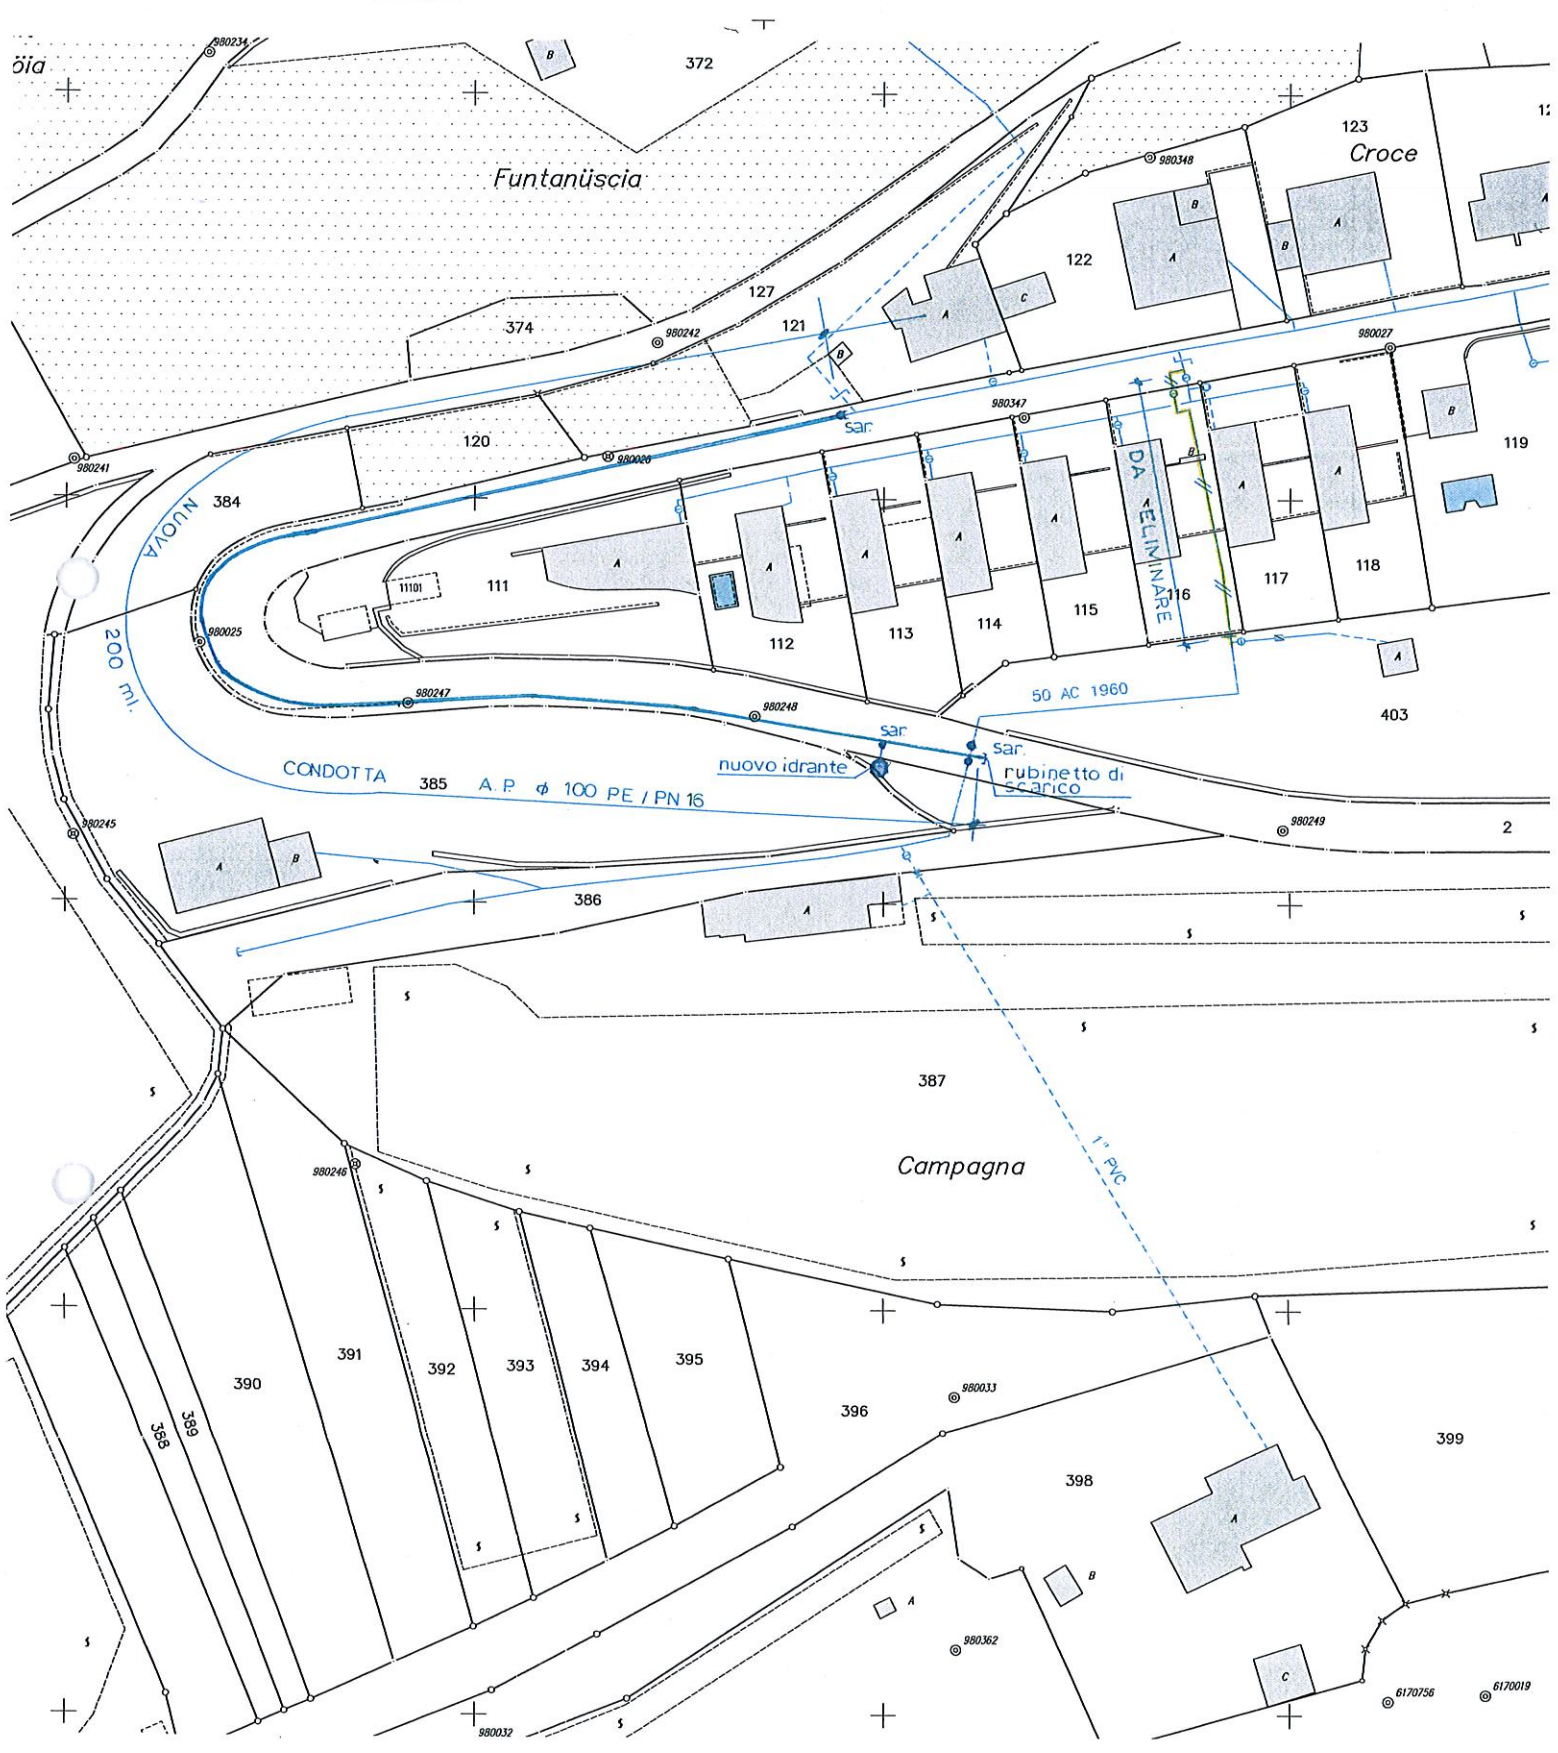 980234
öia
B
372
Funtanüscia
123
12
Croce
980348
B
A
B
A
A
122
A
C
127
121
374
980242
B
980027
980347
sar.
B
120
980026
980241
119
NUOVA
384
DA ELIMINARE
B
A
A
A
A
A
A
A
A
11101
111
117
118
116
115
114
113
112
980025
200 ml.
980247
980248
50 AC 1960
A
403
sar.
sar.
nuovo idrante
rubinetto di
scarico
CONDOTTA
385
A.P. ϕ 100 PE / PN 16
980245
980249
2
A
B
386
A
s
s
s
s
s
s
387
s
1" PVC
Campagna
980246
s
s
s
s
s
390
391
392
393
394
395
388
389
396
980033
399
398
A
s
s
s
B
A
980362
s
s
C
6170756
6170019
980032